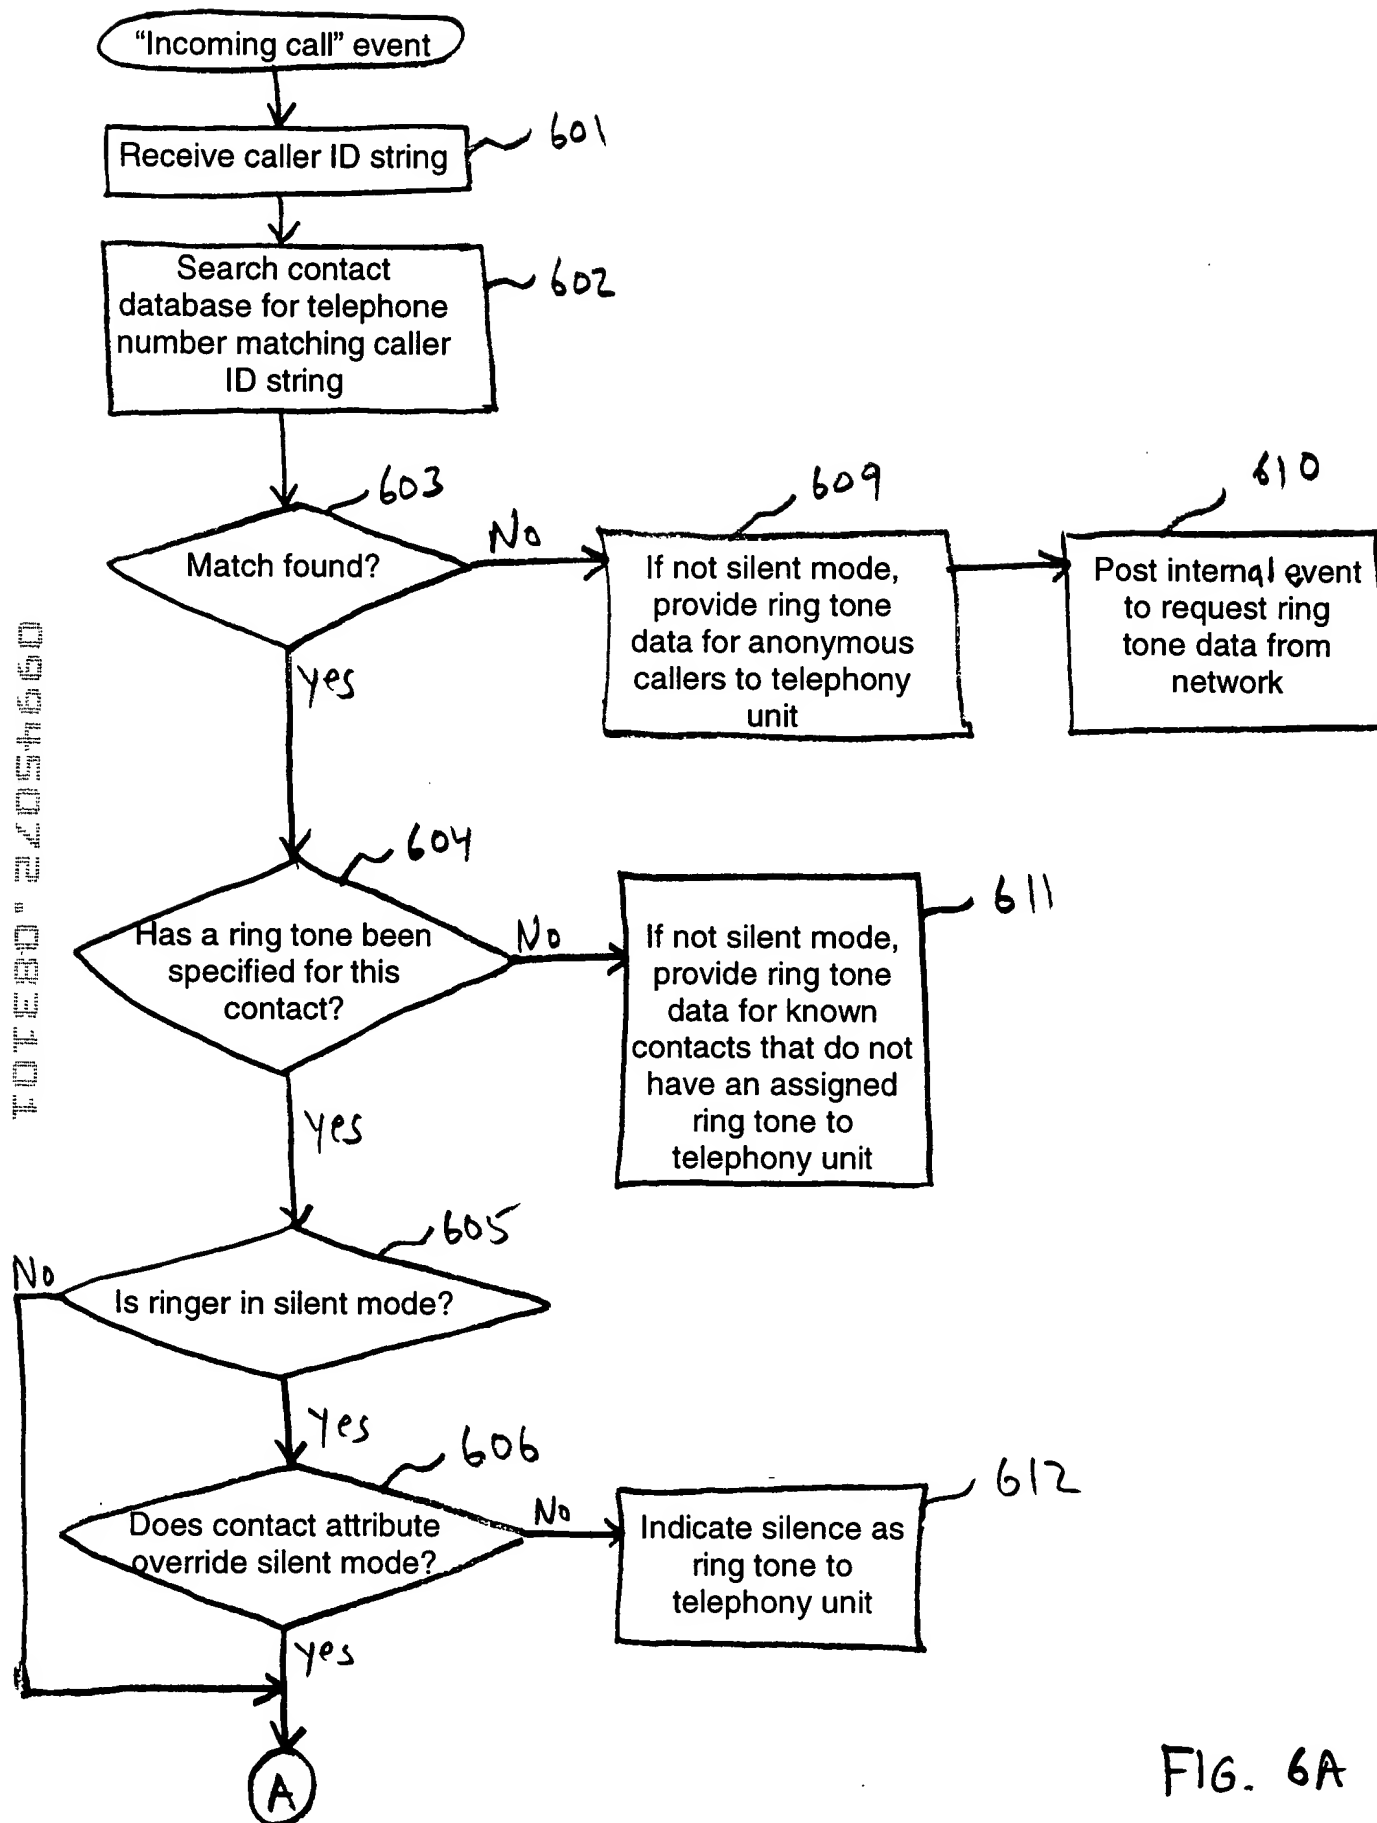 “Incoming call” event
601
Receive caller ID string
602
Search contact
database for telephone
number matching caller
ID string
603
Match found?
No
609
If not silent mode,
provide ring tone
data for anonymous
callers to telephony
unit
610
Post internal event
to request ring
tone data from
network
yes
604
Has a ring tone been
specified for this
contact?
No
611
If not silent mode,
provide ring tone
data for known
contacts that do not
have an assigned
ring tone to
telephony unit
yes
605
No
Is ringer in silent mode?
yes
606
Does contact attribute
override silent mode?
No
612
Indicate silence as
ring tone to
telephony unit
yes
A
FIG. 6A
09945072.083101